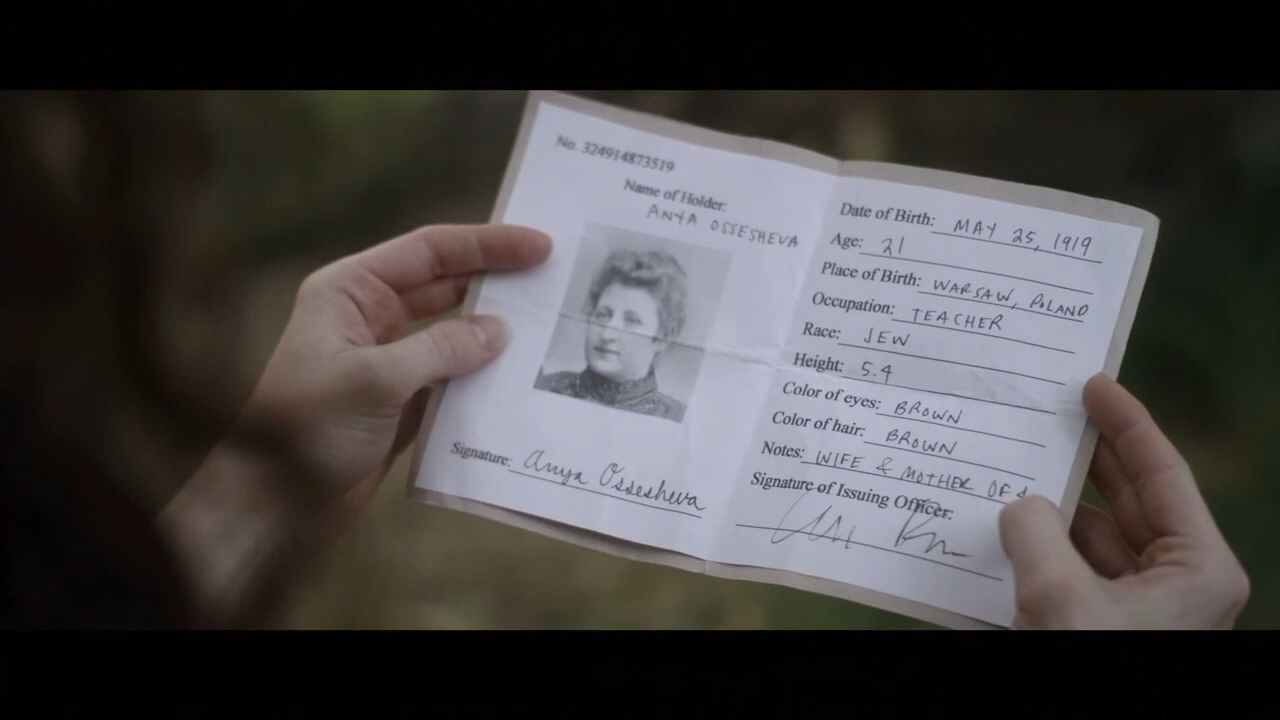 No. 324914873519
Name of Holder:
ANYA OSSESHEVA
Signature: Anya Ossesheva
Date of Birth: MAY 25, 1919
Age: 21
Place of Birth: WARSAW, POLAND
Occupation: TEACHER
Race: JEW
Height: 5.4
Color of eyes: BROWN
Color of hair: BROWN
Notes: WIFE & MOTHER OF
Signature of Issuing Officer: